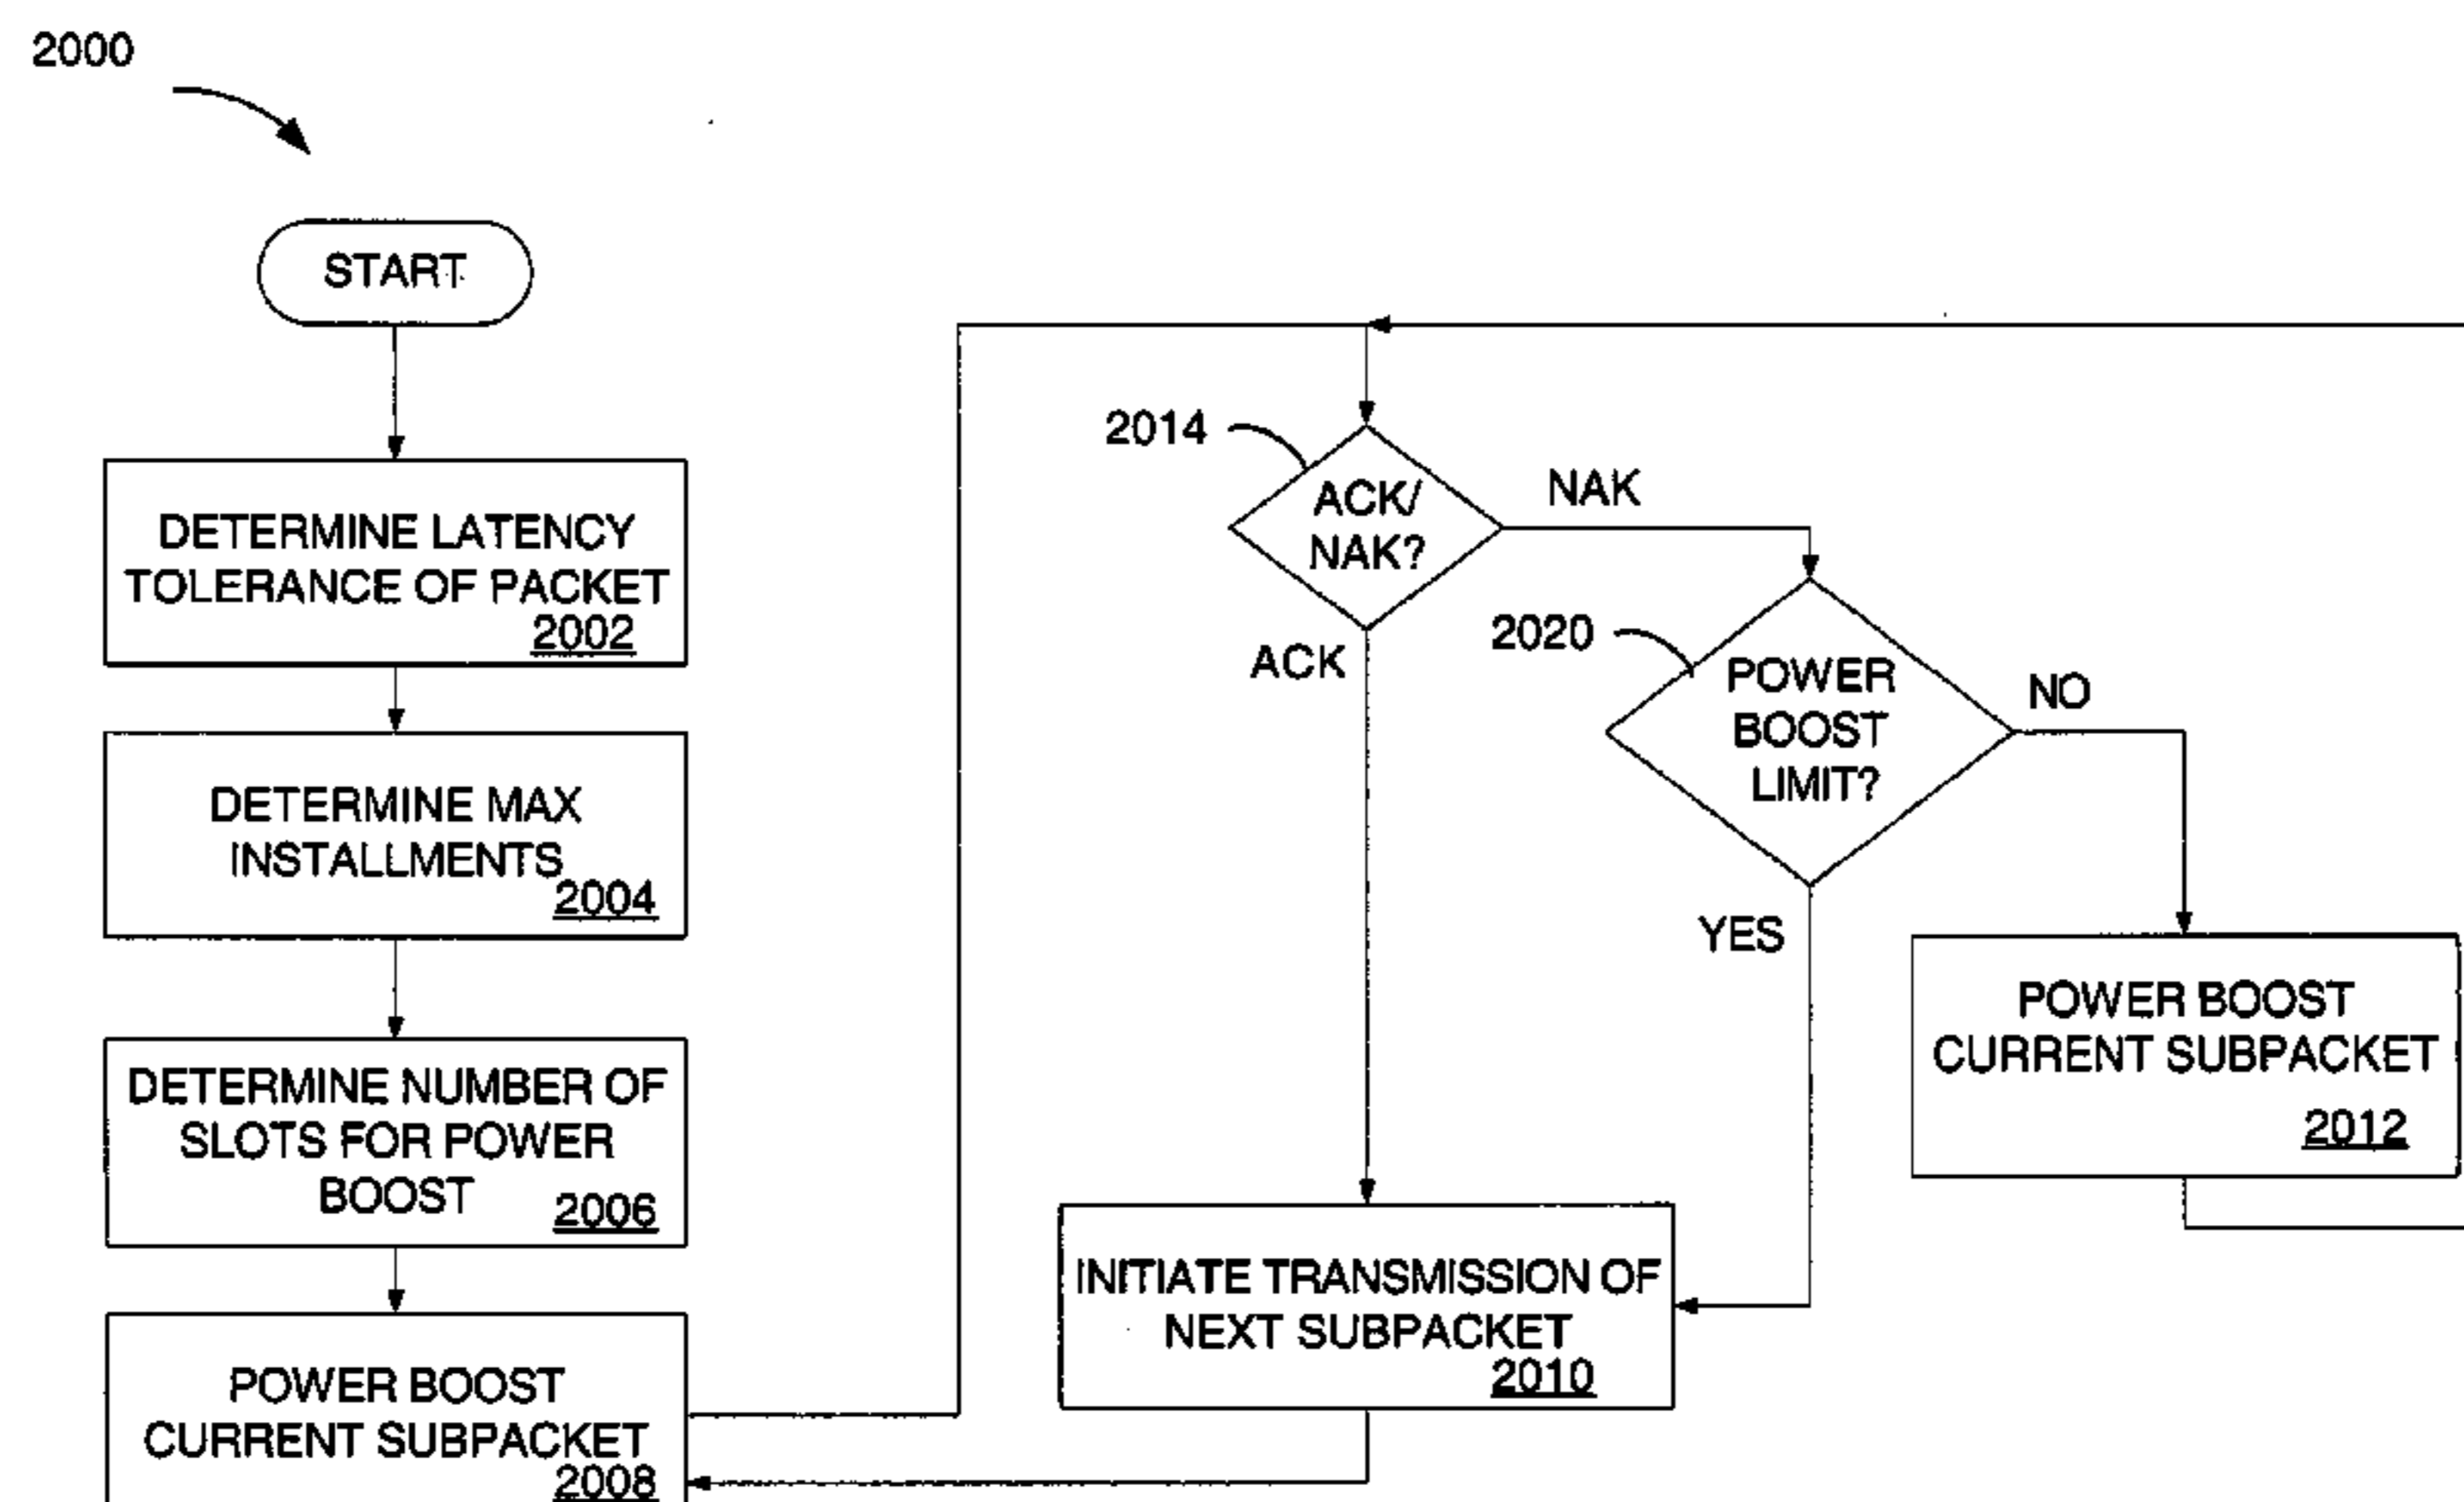 2000
START
DETERMINE LATENCY
TOLERANCE OF PACKET
2002
DETERMINE MAX
INSTALLMENTS
2004
DETERMINE NUMBER OF
SLOTS FOR POWER
BOOST
2006
POWER BOOST
CURRENT SUBPACKET
2008
2014
ACK/
NAK?
NAK
ACK
2020
POWER
BOOST
LIMIT?
NO
YES
POWER BOOST
CURRENT SUBPACKET
2012
INITIATE TRANSMISSION OF
NEXT SUBPACKET
2010